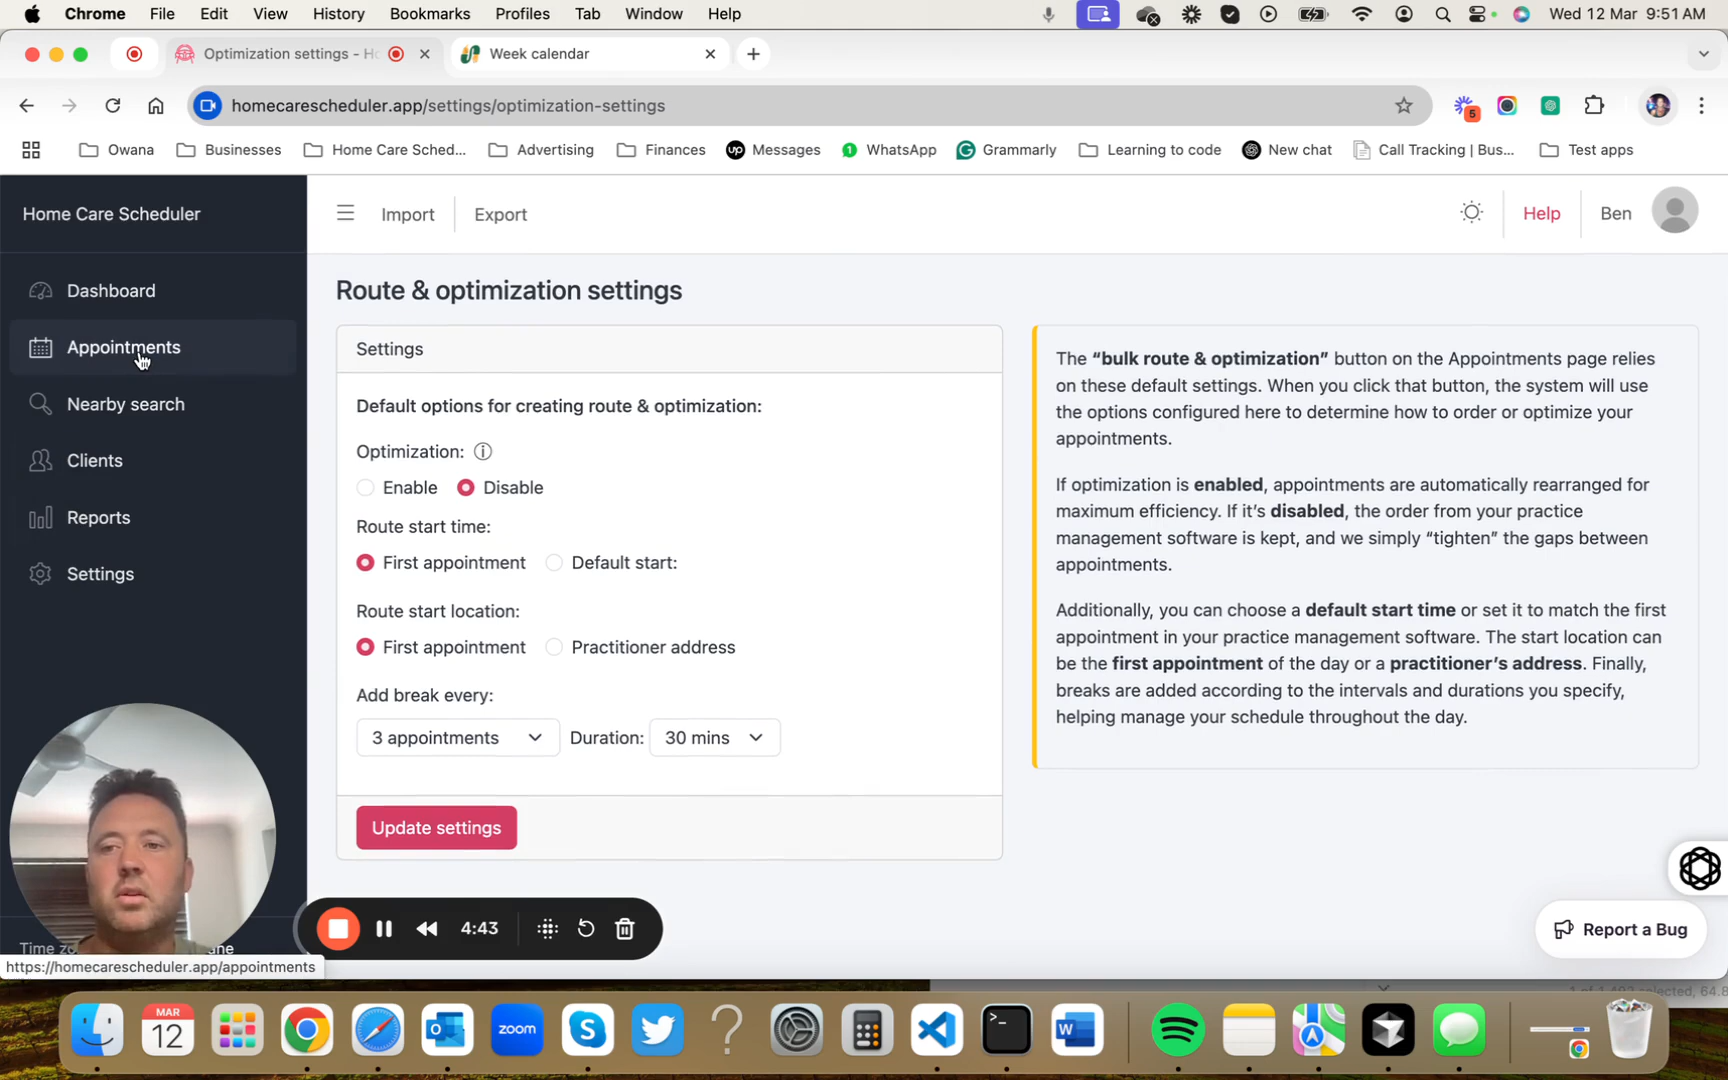 Chrome File Edit View History Bookmarks Profiles Tab Window Help Wed 12 Mar 9:51 AM
Optimization settings - Ho Week calendar
homecarescheduler.app/settings/optimization-settings
5
Owana Businesses Home Care Sched... Advertising Finances Messages WhatsApp Grammarly Learning to code New chat Call Tracking | Bus... Test apps
Home Care Scheduler
Import Export Help Ben
Dashboard
Appointments
Nearby search
Clients
Reports
Settings
Route & optimization settings
Settings
Default options for creating route & optimization:
Optimization:
Enable Disable
Route start time:
First appointment Default start:
Route start location:
First appointment Practitioner address
Add break every:
3 appointments Duration: 30 mins
Update settings
The “bulk route & optimization” button on the Appointments page relies
on these default settings. When you click that button, the system will use
the options configured here to determine how to order or optimize your
appointments.
If optimization is enabled, appointments are automatically rearranged for
maximum efficiency. If it’s disabled, the order from your practice
management software is kept, and we simply “tighten” the gaps between
appointments.
Additionally, you can choose a default start time or set it to match the first
appointment in your practice management software. The start location can
be the first appointment of the day or a practitioner’s address. Finally,
breaks are added according to the intervals and durations you specify,
helping manage your schedule throughout the day.
4:43
Report a Bug
Time zo
https://homecarescheduler.app/appointments
MAR
12
zoom